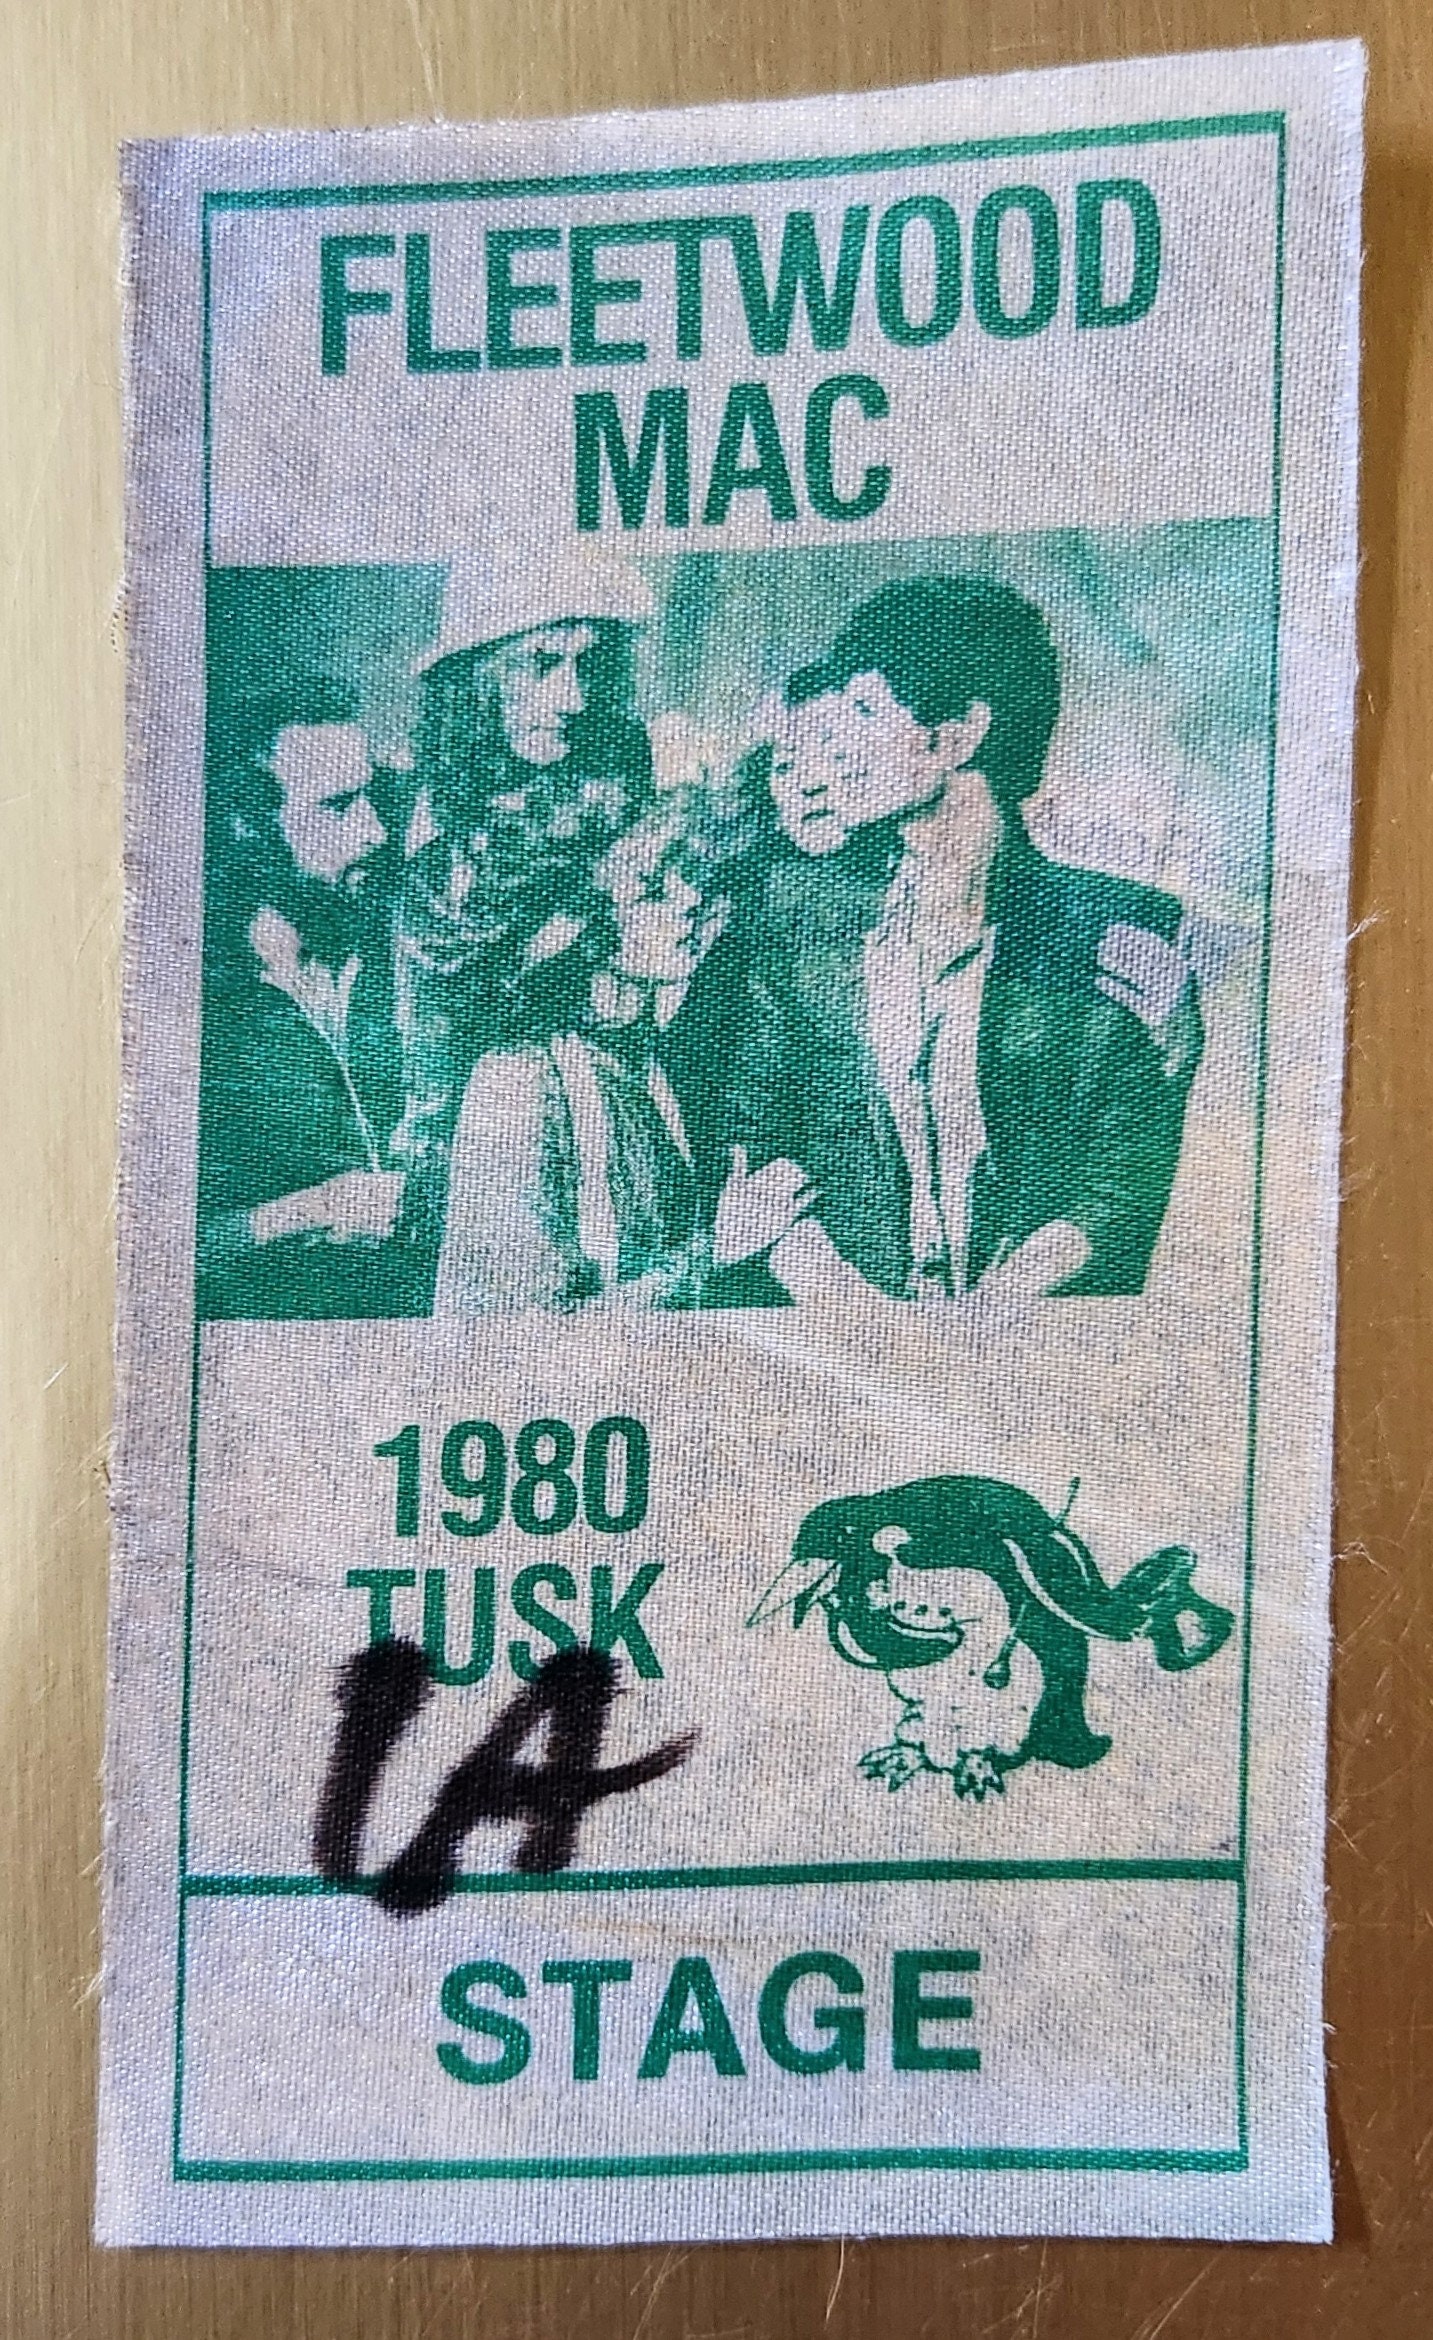 FLEETWOOD
MAC
1980
TUSK
LA
STAGE